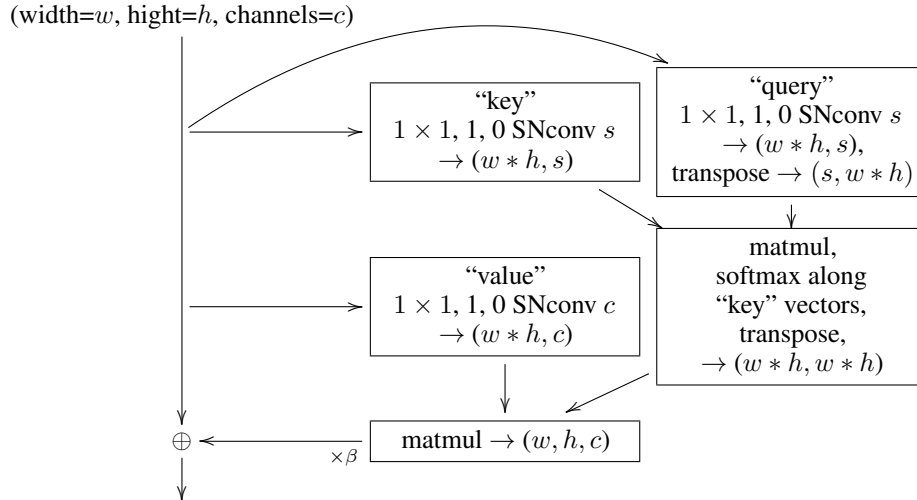 (width=w, hight=h, channels=c)
“key”
1 × 1, 1, 0 SNconv s
→ (w ∗ h, s)
“query”
1 × 1, 1, 0 SNconv s
→ (w ∗ h, s),
transpose → (s, w ∗ h)
“value”
1 × 1, 1, 0 SNconv c
→ (w ∗ h, c)
matmul,
softmax along
“key” vectors,
transpose,
→ (w ∗ h, w ∗ h)
⊕
×β
matmul → (w, h, c)